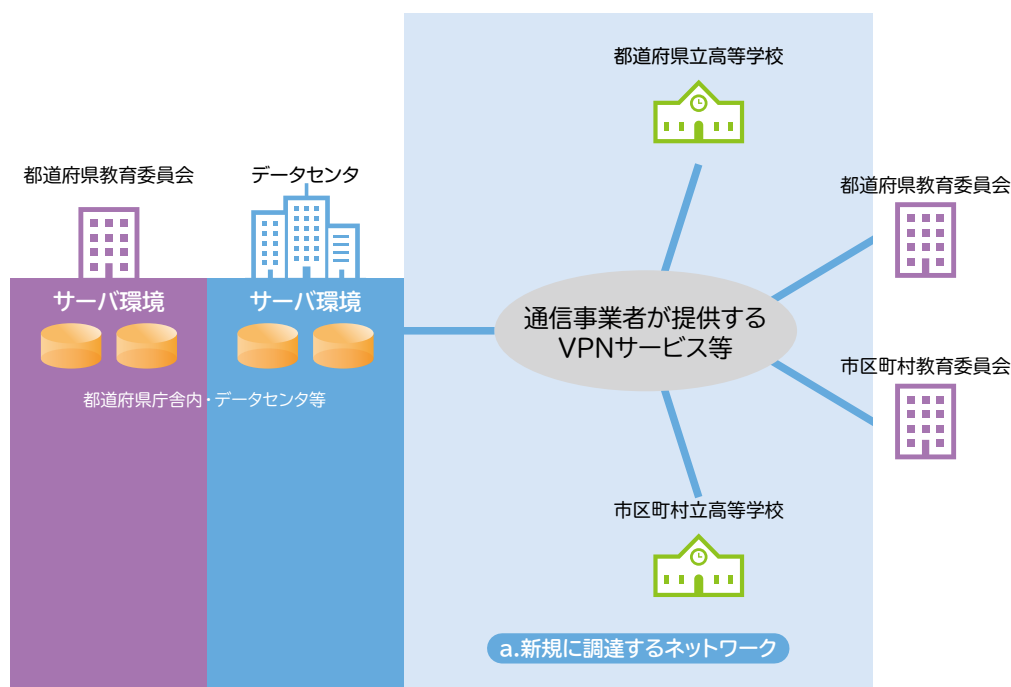 都道府県立高等学校
都道府県教育委員会
データセンタ
都道府県教育委員会
サーバ環境
サーバ環境
通信事業者が提供する
VPNサービス等
市区町村教育委員会
都道府県庁舎内・データセンタ等
市区町村立高等学校
a.新規に調達するネットワーク